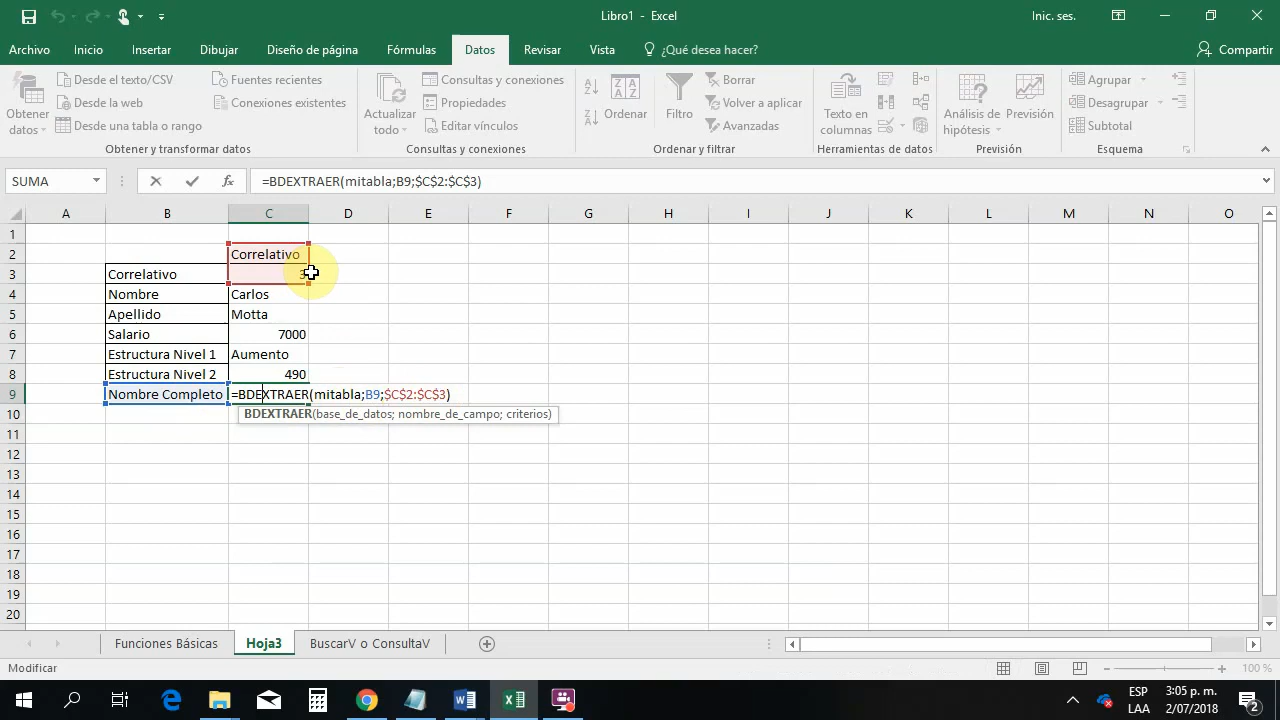 Libro1 - Excel
Inic. ses.
Archivo Inicio Insertar Dibujar Diseño de página Fórmulas Datos Revisar Vista ¿Qué desea hacer? Compartir
Obtener datos
Desde el texto/CSV
Desde la web
Desde una tabla o rango
Fuentes recientes
Conexiones existentes
Obtener y transformar datos
Actualizar todo
Consultas y conexiones
Propiedades
Editar vínculos
Consultas y conexiones
Ordenar
Filtro
Borrar
Volver a aplicar
Avanzadas
Ordenar y filtrar
Texto en columnas
Herramientas de datos
Análisis de hipótesis
Previsión
Previsión
Agrupar
Desagrupar
Subtotal
Esquema
SUMA
fx
=BDEXTRAER(mitabla;B9;$C$2:$C$3)
A B C D E F G H I J K L M N O
1
2 Correlativo
3 Correlativo 3
4 Nombre Carlos
5 Apellido Motta
6 Salario 7000
7 Estructura Nivel 1 Aumento
8 Estructura Nivel 2 490
9 Nombre Completo =BDEXTRAER(mitabla;B9;$C$2:$C$3)
10 BDEXTRAER(base_de_datos; nombre_de_campo; criterios)
11
12
13
14
15
16
17
18
19
20
Funciones Básicas Hoja3 BuscarV o ConsultaV
Modificar
100 %
ESP
LAA
3:05 p. m.
2/07/2018
2